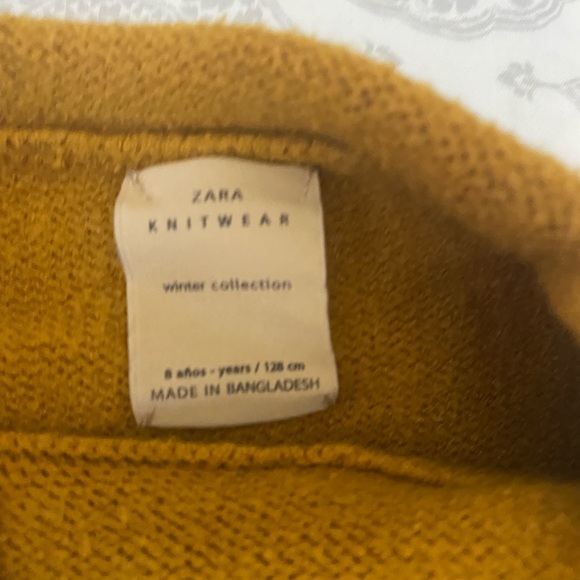 ZARA
KNITWEAR
winter collection
8 años - years / 128 cm
MADE IN BANGLADESH